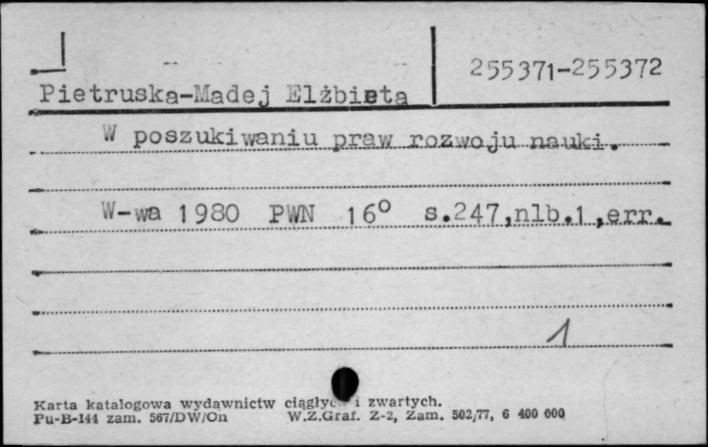 255371-255372
Pietruska-Madej Elżbieta
W poszukiwaniu praw rozwoju nauki.
W-wa 1980 PWN 16° s.247,nlb.1,err.
1
Karta katalogowa wydawnictw ciągłych i zwartych.
Pu-B-144 zam. 567/DW/On W.Z.Graf. Z-2, Zam. 502/77, 6 400 000